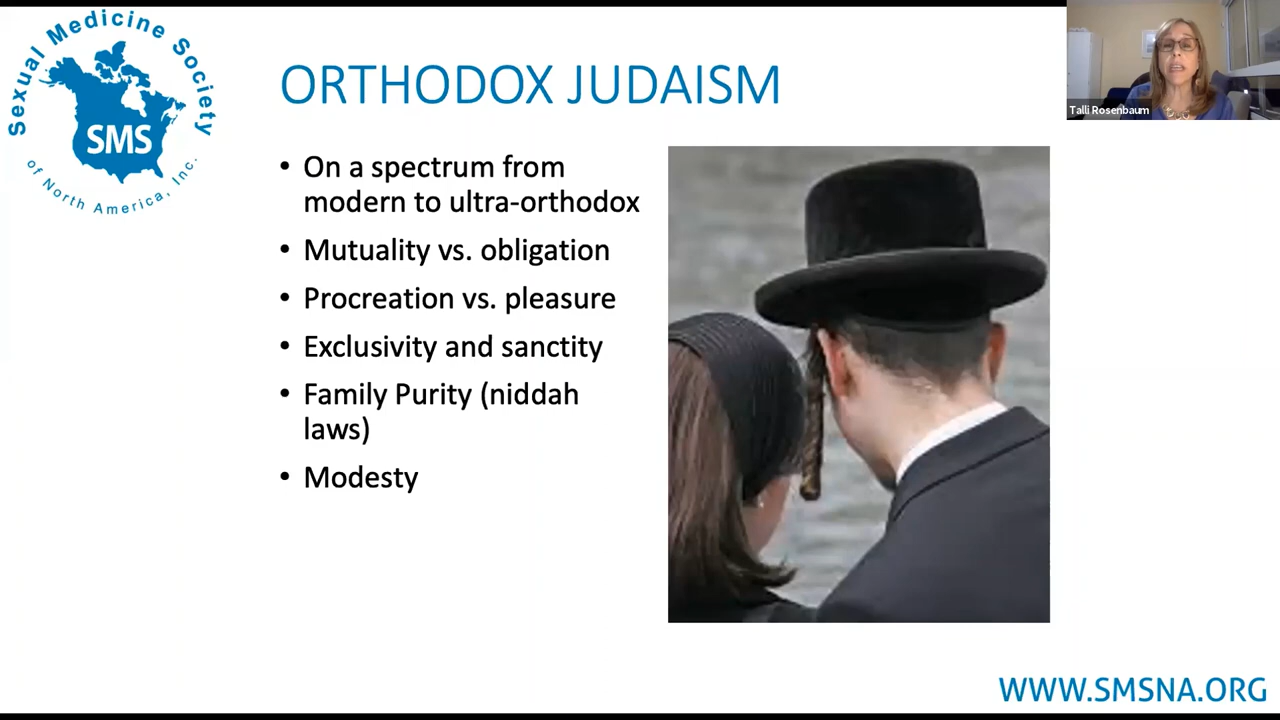 Sexual Medicine Society
SMS
of North America, Inc.
ORTHODOX JUDAISM
• On a spectrum from
modern to ultra-orthodox
• Mutuality vs. obligation
• Procreation vs. pleasure
• Exclusivity and sanctity
• Family Purity (niddah
laws)
• Modesty
Talli Rosenbaum
WWW.SMSNA.ORG